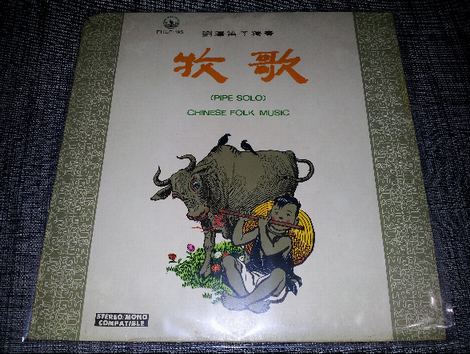 牧歌
(PIPE SOLO)
CHINESE FOLK MUSIC
STEREO/MONO
COMPATIBLE